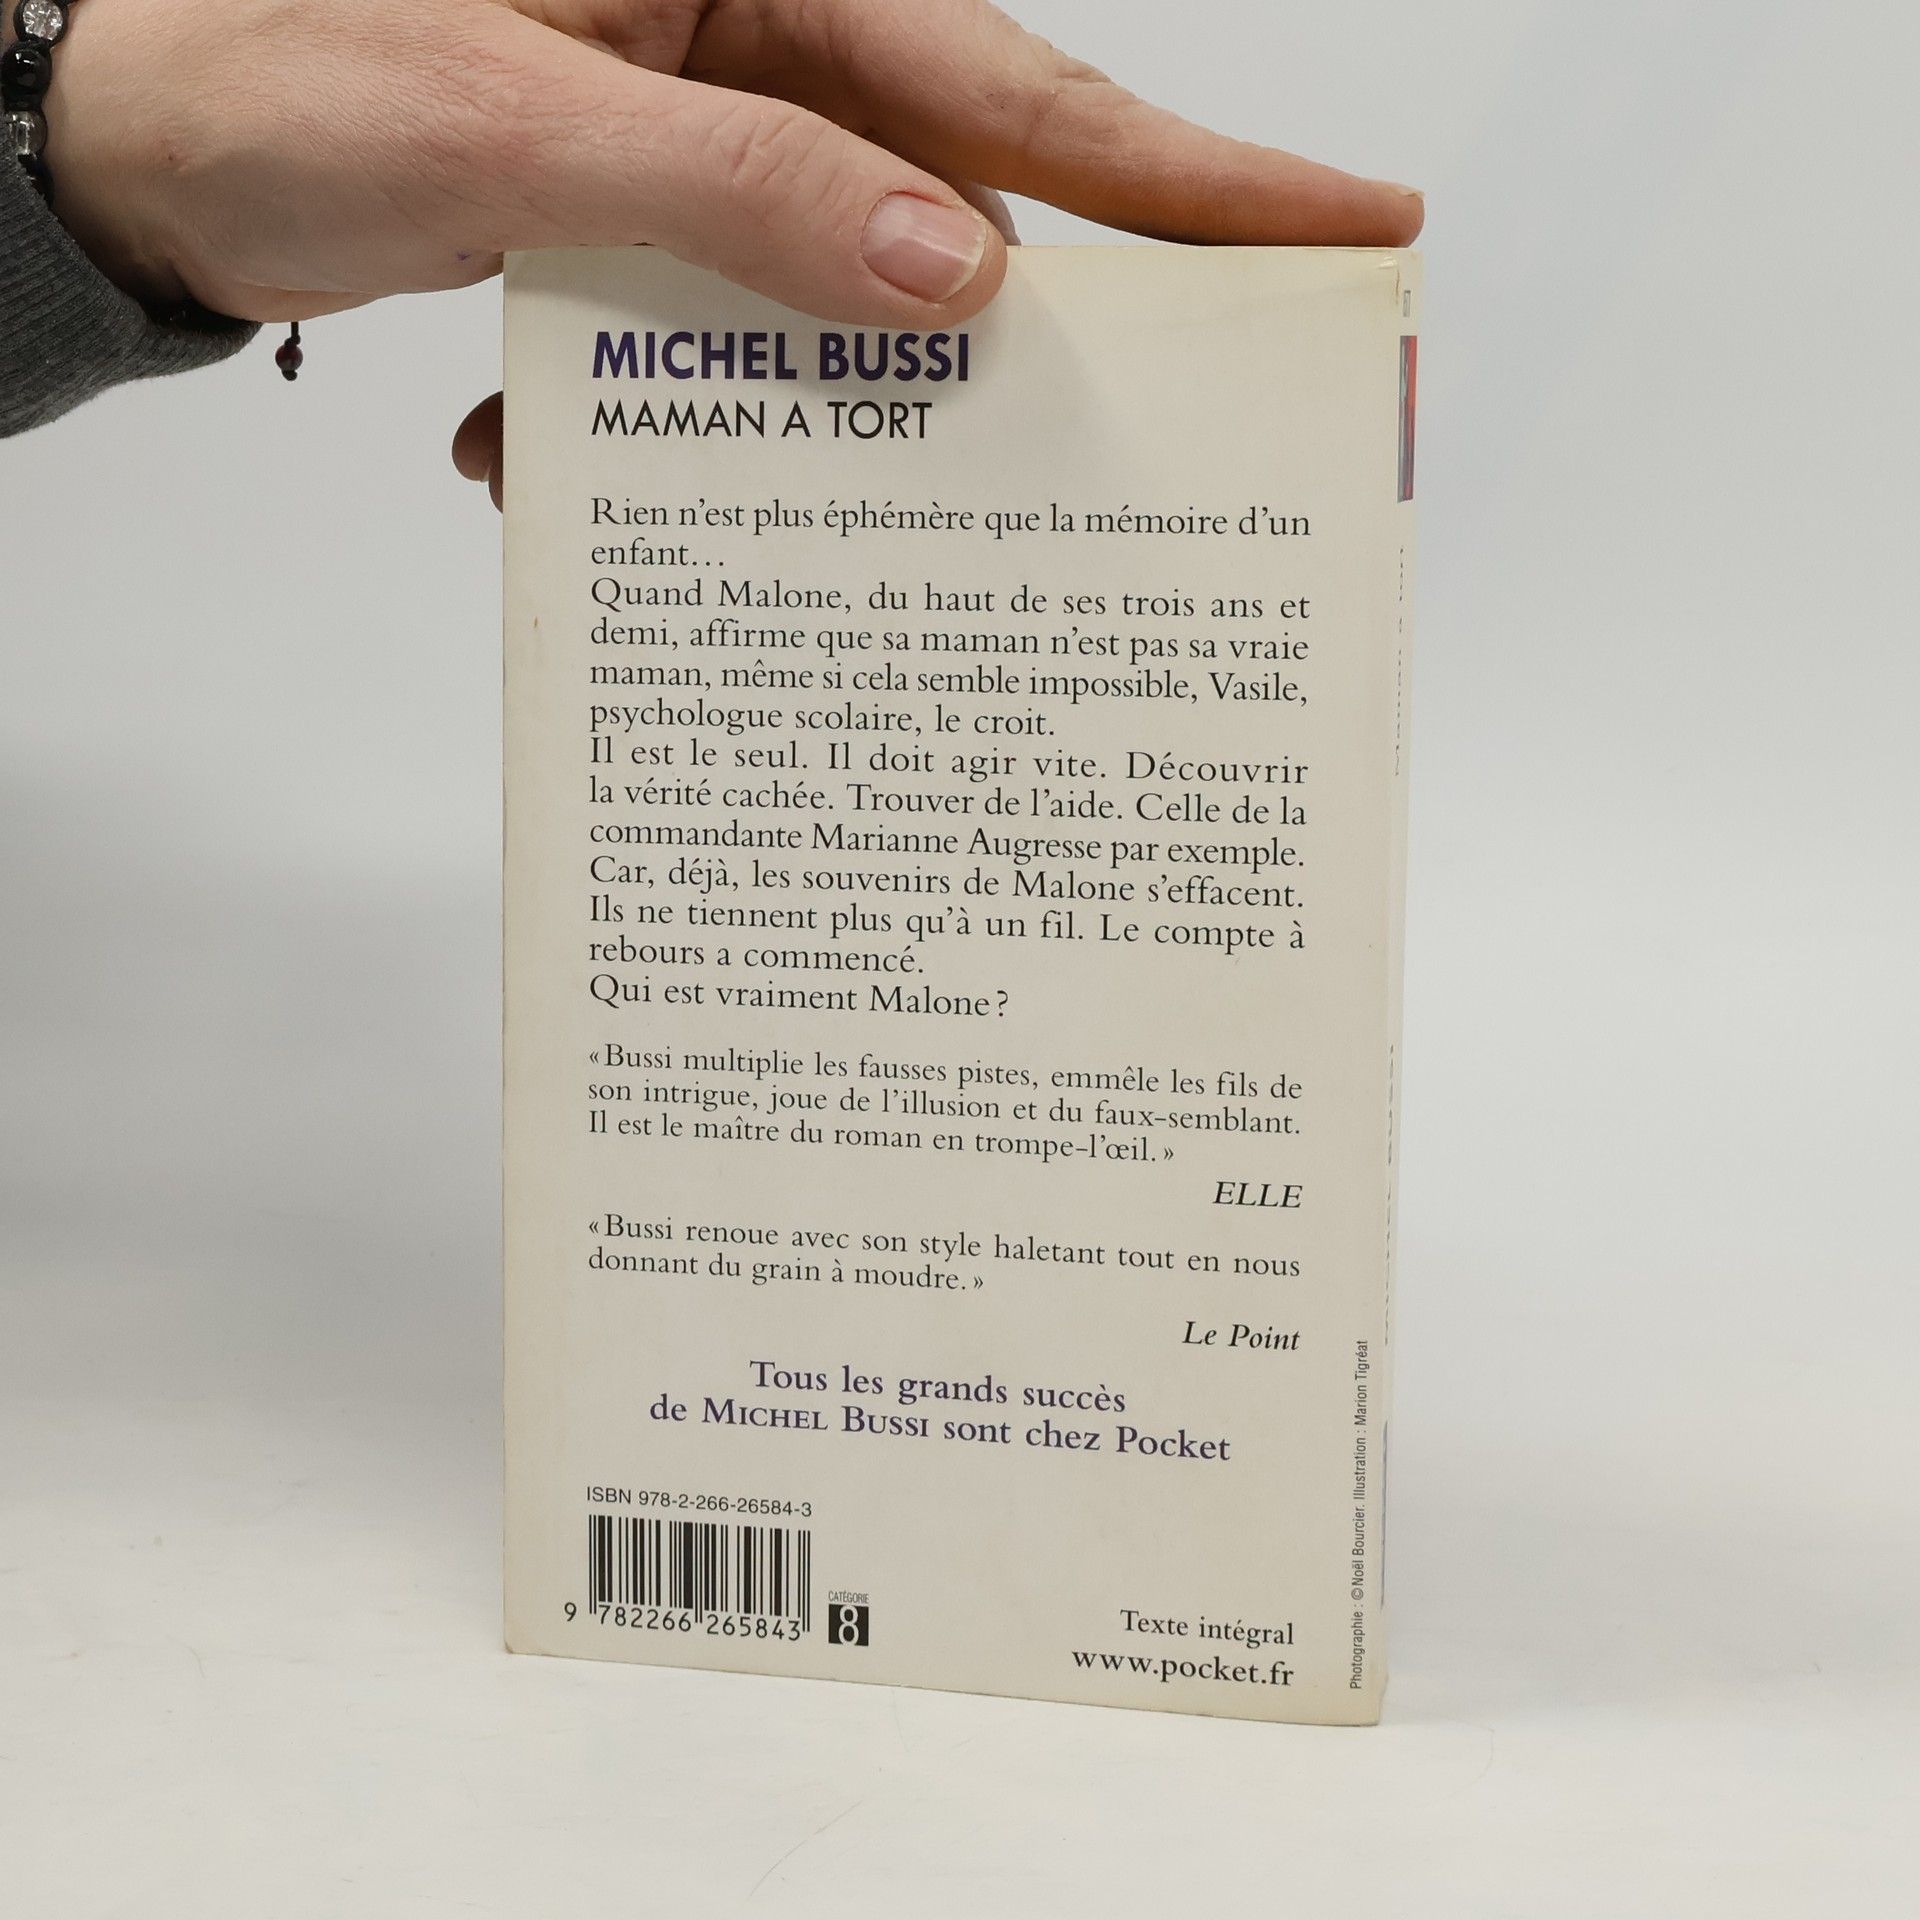 MICHEL BUSSI
MAMAN A TORT
Rien n'est plus éphémère que la mémoire d'un
enfant…
Quand Malone, du haut de ses trois ans et
demi, affirme que sa maman n'est pas sa vraie
maman, même si cela semble impossible, Vasile,
psychologue scolaire, le croit.
Il est le seul. Il doit agir vite. Découvrir
la vérité cachée. Trouver de l'aide. Celle de la
commandante Marianne Augresse par exemple.
Car, déjà, les souvenirs de Malone s'effacent.
Ils ne tiennent plus qu'à un fil. Le compte à
rebours a commencé.
Qui est vraiment Malone ?
« Bussi multiplie les fausses pistes, emmêle les fils de
son intrigue, joue de l'illusion et du faux-semblant.
Il est le maître du roman en trompe-l'œil. »
ELLE
« Bussi renoue avec son style haletant tout en nous
donnant du grain à moudre. »
Le Point
Tous les grands succès
de MICHEL BUSSI sont chez Pocket
ISBN 978-2-266-26584-3
9 782266 265843
CATÉGORIE
8
Texte intégral
www.pocket.fr
Photographie : © Noël Bourcier. Illustration : Marion Tigréat